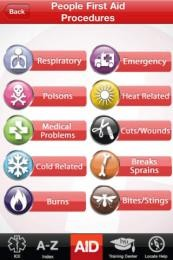 People First Aid
Back
Procedures
Respiratory
Emergency
Poisons
Heat Related
Medical
Problems
Cuts/Wounds
Cold Related
Breaks
Sprains
Burns
Bites/Stings
Kit
A-Z
Index
AID
Training Center
Locate Help